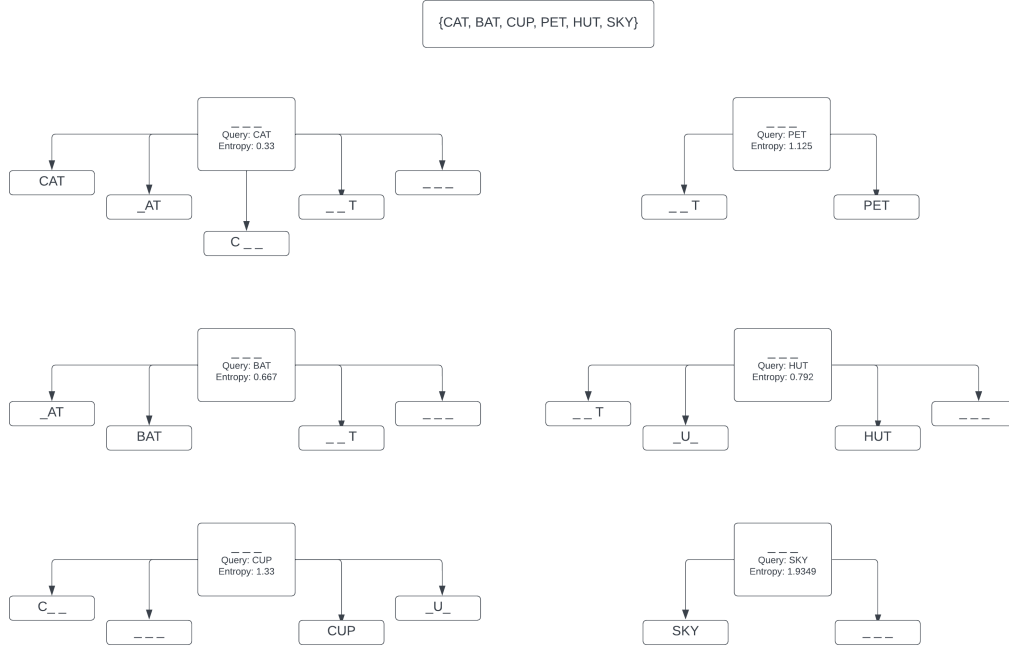 {CAT, BAT, CUP, PET, HUT, SKY}
_ _ _
Query: CAT
Entropy: 0.33
CAT
_AT
C _ _
_ _ T
_ _ _
_ _ _
Query: PET
Entropy: 1.125
_ _ T
PET
_ _ _
Query: BAT
Entropy: 0.667
_AT
BAT
_ _ T
_ _ _
_ _ _
Query: HUT
Entropy: 0.792
_ _ T
_U_
HUT
_ _ _
_ _ _
Query: CUP
Entropy: 1.33
C_ _
_ _ _
CUP
_U_
_ _ _
Query: SKY
Entropy: 1.9349
SKY
_ _ _